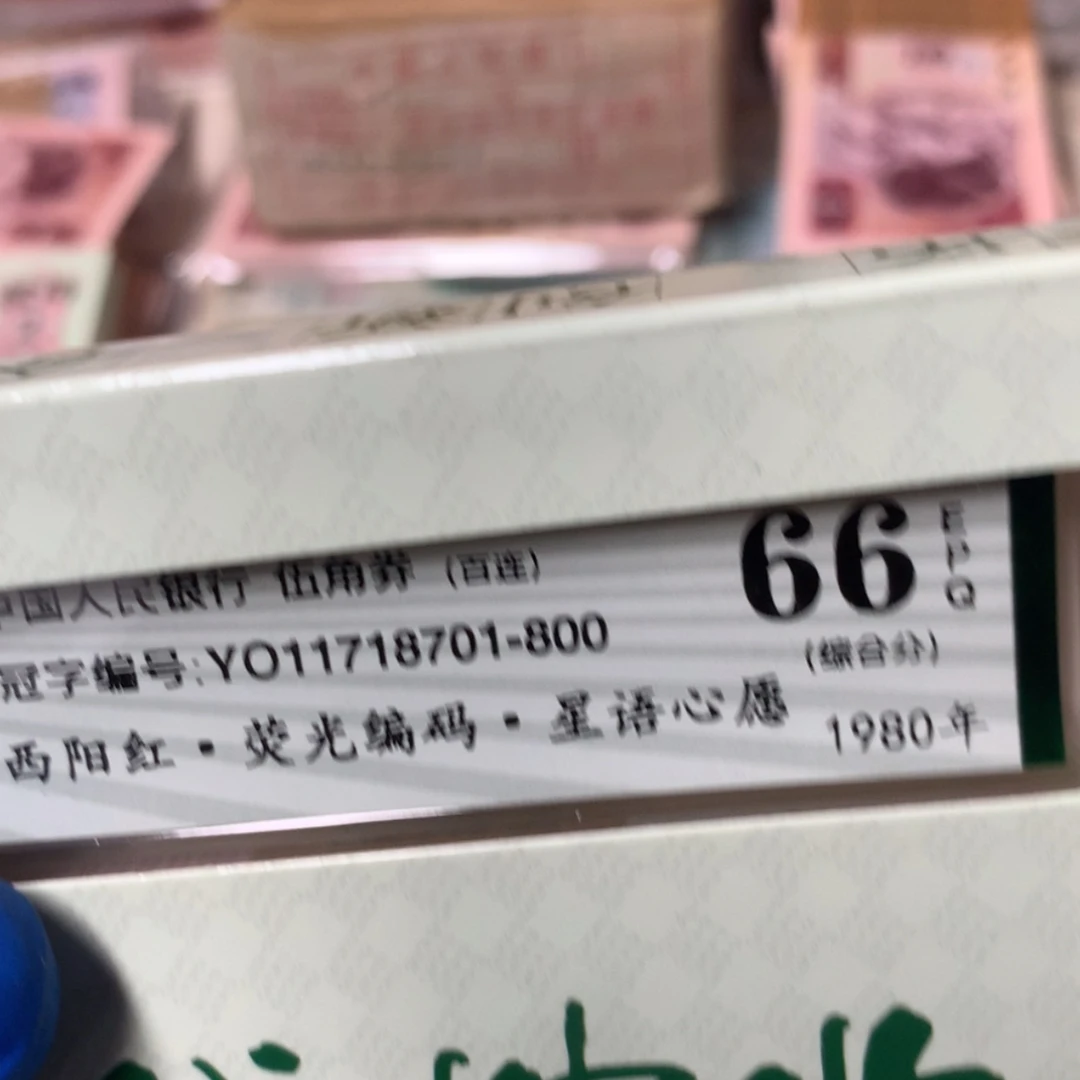 中国人民银行 伍角券 (百连)
66 EPQ
冠字编号:YO11718701-800
(综合分)
西阳红·荧光编码·星语心愿
1980年